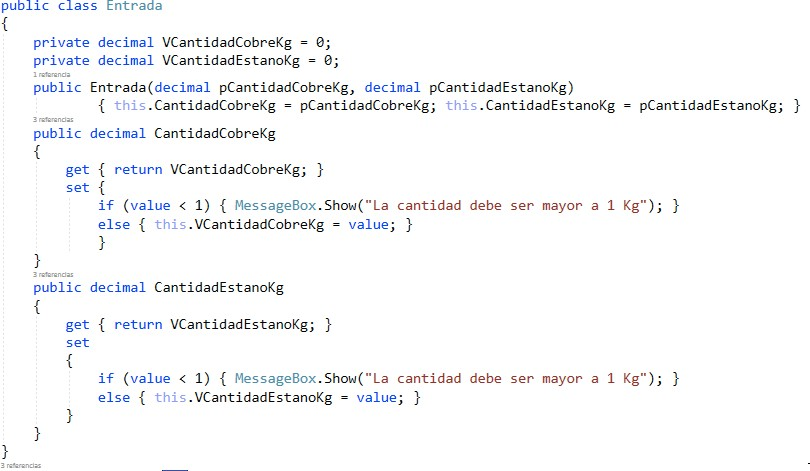 public class Entrada
{
private decimal VCantidadCobreKg = 0;
private decimal VCantidadEstanoKg = 0;
1 referencia
public Entrada(decimal pCantidadCobreKg, decimal pCantidadEstanoKg)
{ this.CantidadCobreKg = pCantidadCobreKg; this.CantidadEstanoKg = pCantidadEstanoKg; }
3 referencias
public decimal CantidadCobreKg
{
get { return VCantidadCobreKg; }
set {
if (value < 1) { MessageBox.Show("La cantidad debe ser mayor a 1 Kg"); }
else { this.VCantidadCobreKg = value; }
}
}
3 referencias
public decimal CantidadEstanoKg
{
get { return VCantidadEstanoKg; }
set
{
if (value < 1) { MessageBox.Show("La cantidad debe ser mayor a 1 Kg"); }
else { this.VCantidadEstanoKg = value; }
}
}
}
3 referencias